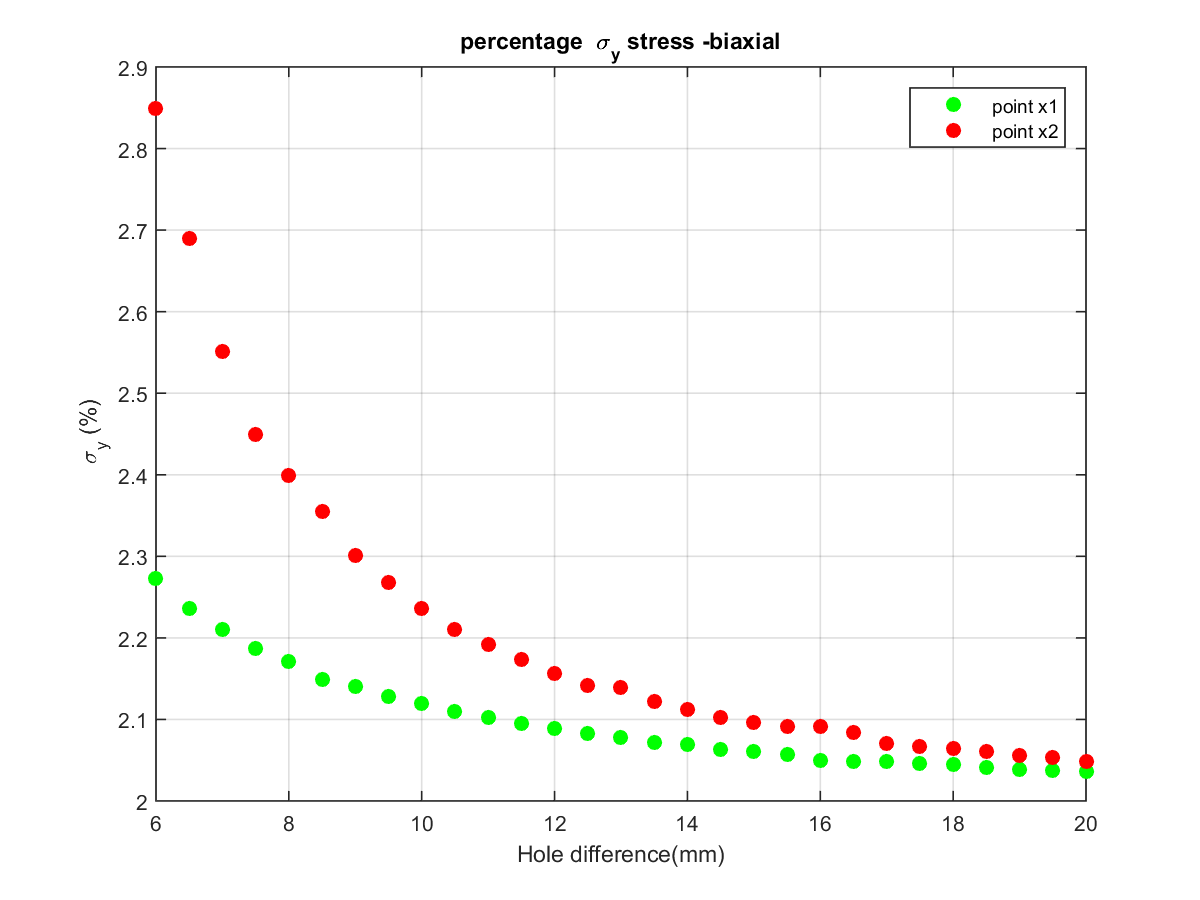 percentage σy stress -biaxial
2.9
2.8
2.7
2.6
2.5
2.4
2.3
2.2
2.1
2
σy (%)
point x1
point x2
6 8 10 12 14 16 18 20
Hole difference(mm)